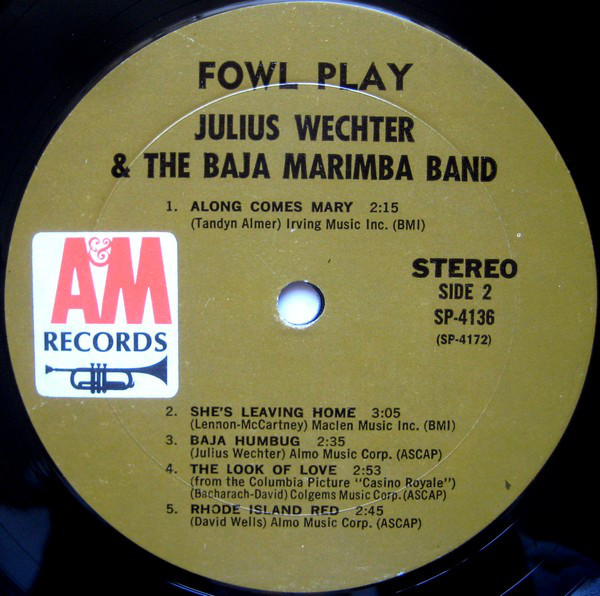 FOWL PLAY
JULIUS WECHTER
& THE BAJA MARIMBA BAND
1. ALONG COMES MARY 2:15
(Tandyn Almer) Irving Music Inc. (BMI)
A&M
RECORDS
STEREO
SIDE 2
SP-4136
(SP-4172)
2. SHE'S LEAVING HOME 3:05
(Lennon-McCartney) Maclen Music Inc. (BMI)
3. BAJA HUMBUG 2:35
(Julius Wechter) Almo Music Corp. (ASCAP)
4. THE LOOK OF LOVE 2:53
(from the Columbia Picture "Casino Royale")
(Bacharach-David) Colgems Music Corp. (ASCAP)
5. RHODE ISLAND RED 2:45
(David Wells) Almo Music Corp. (ASCAP)